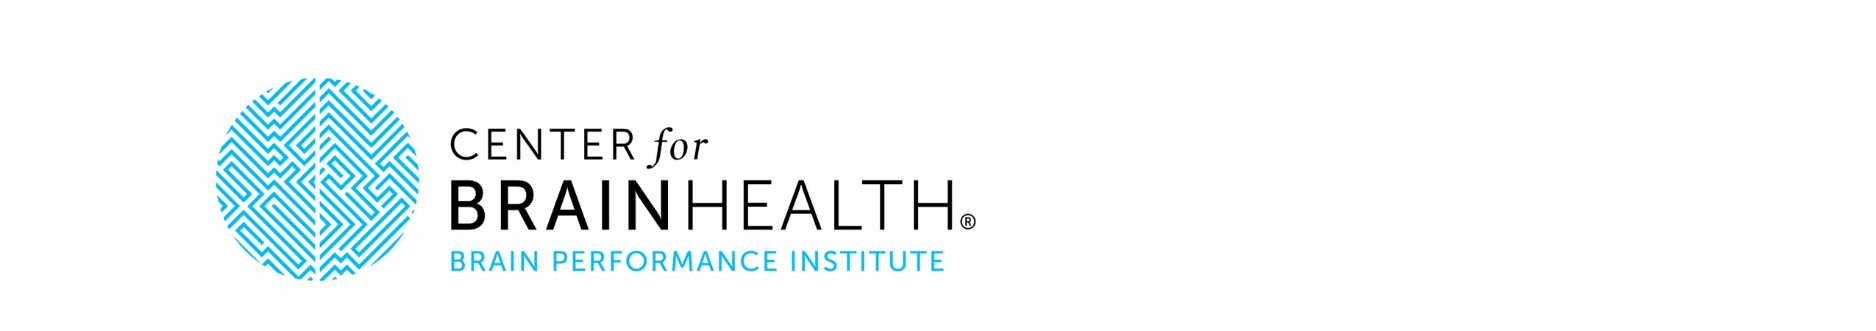 CENTER for
BRAINHEALTH®
BRAIN PERFORMANCE INSTITUTE